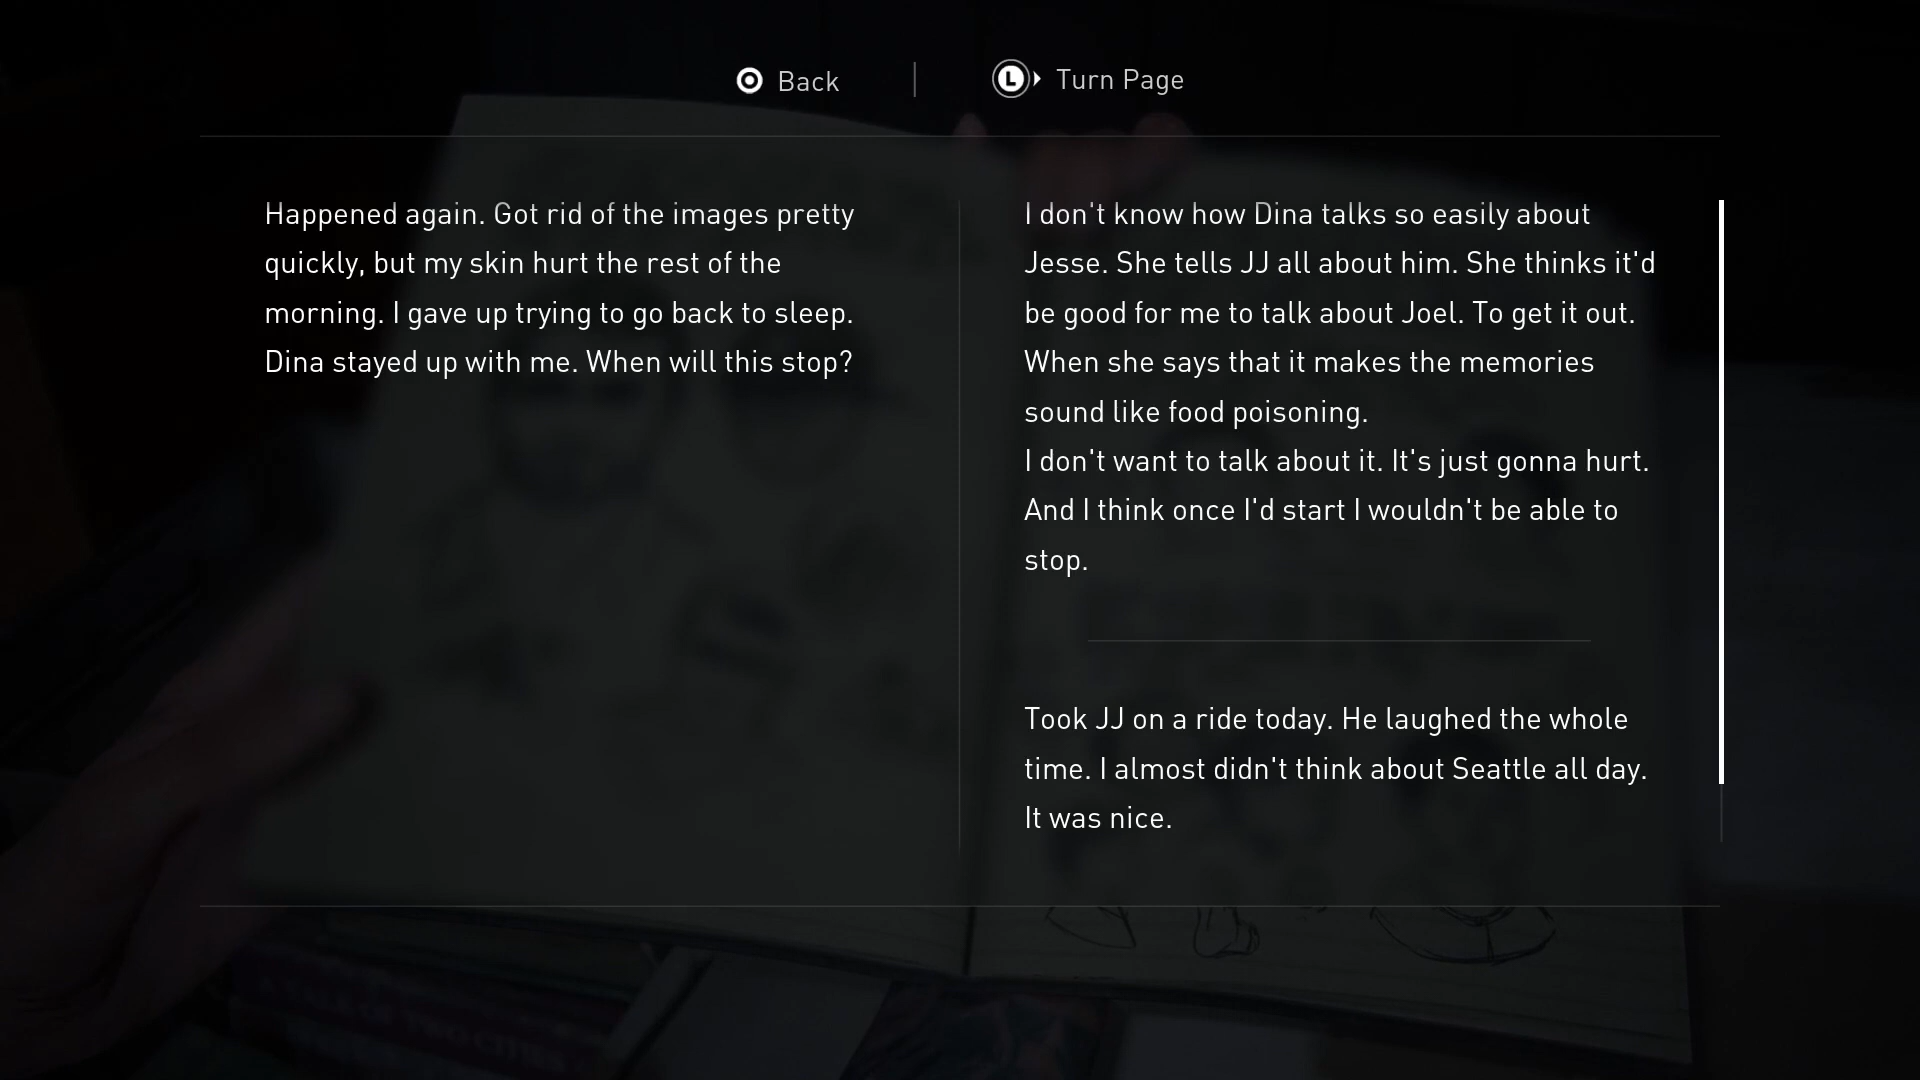 Back
L Turn Page
Happened again. Got rid of the images pretty
quickly, but my skin hurt the rest of the
morning. I gave up trying to go back to sleep.
Dina stayed up with me. When will this stop?
I don't know how Dina talks so easily about
Jesse. She tells JJ all about him. She thinks it'd
be good for me to talk about Joel. To get it out.
When she says that it makes the memories
sound like food poisoning.
I don't want to talk about it. It's just gonna hurt.
And I think once I'd start I wouldn't be able to
stop.
Took JJ on a ride today. He laughed the whole
time. I almost didn't think about Seattle all day.
It was nice.
A TALE OF TWO CITIES